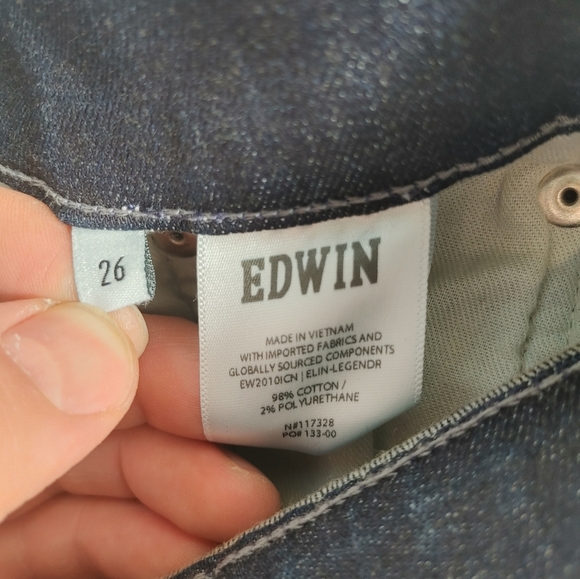 26
EDWIN
MADE IN VIETNAM
WITH IMPORTED FABRICS AND
GLOBALLY SOURCED COMPONENTS
EW2010ICN | ELIN-LEGENDR
98% COTTON /
2% POLYURETHANE
N#117328
PO# 133-00